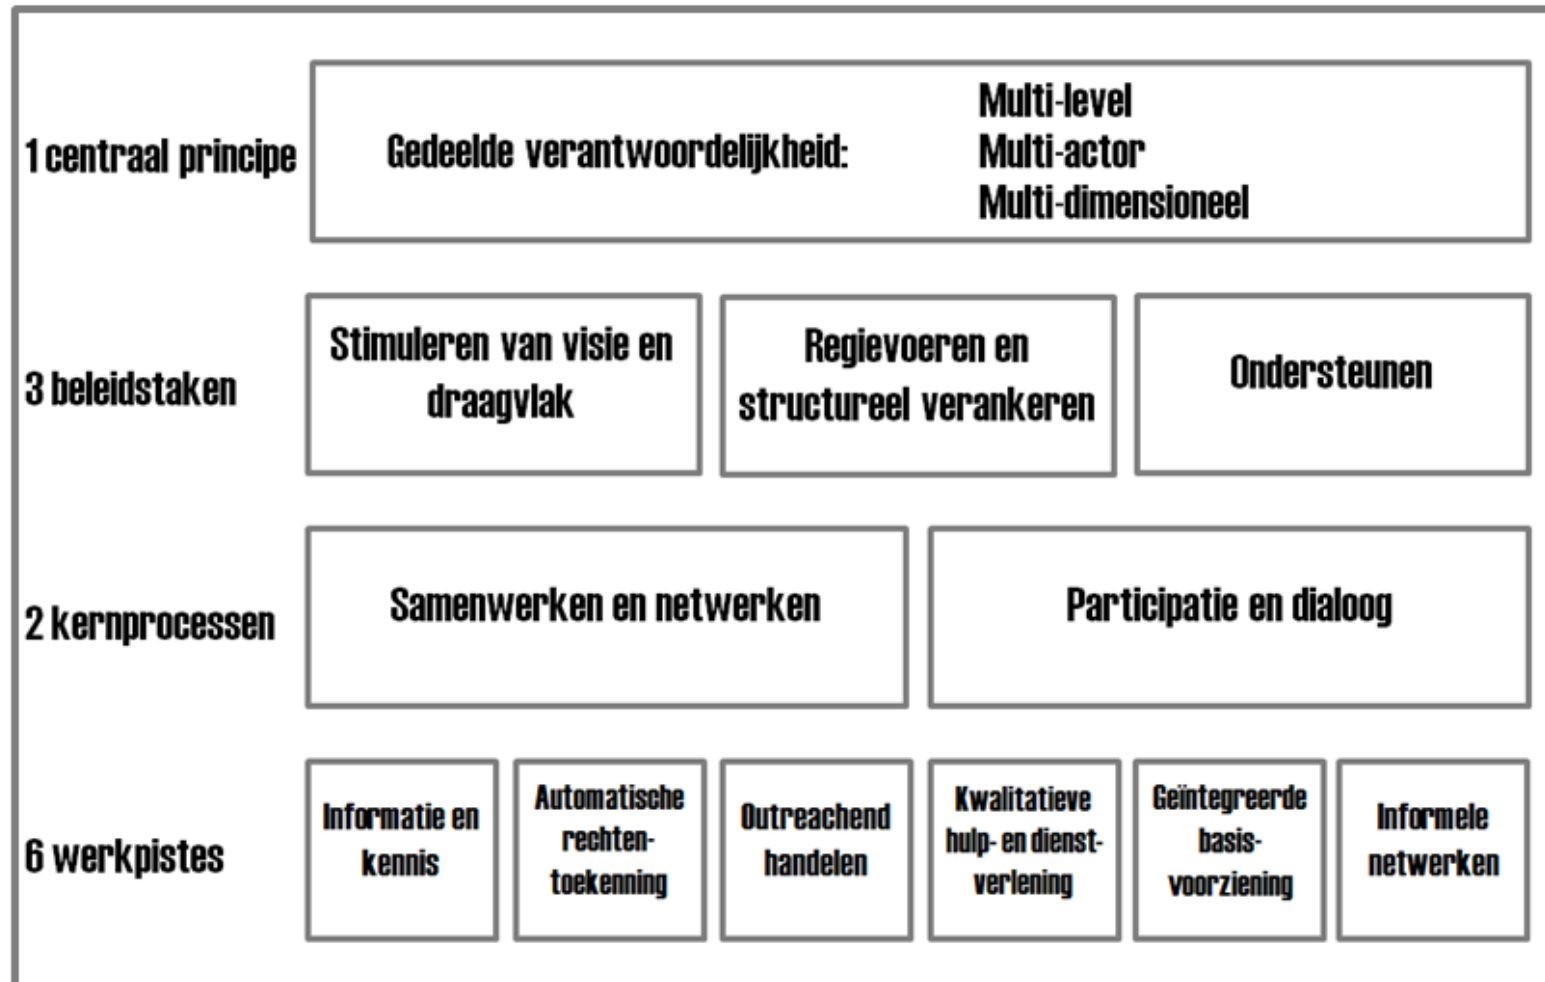 1 centraal principe
Gedeelde verantwoordelijkheid:
Multi-level
Multi-actor
Multi-dimensioneel
3 beleidstaken
Stimuleren van visie en
draagvlak
Regievoeren en
structureel verankeren
Ondersteunen
2 kernprocessen
Samenwerken en netwerken
Participatie en dialoog
6 werkpistes
Informatie en
kennis
Automatische
rechten-
toekenning
Outreachend
handelen
Kwalitatieve
hulp- en dienst-
verlening
Geïntegreerde
basis-
voorziening
Informele
netwerken